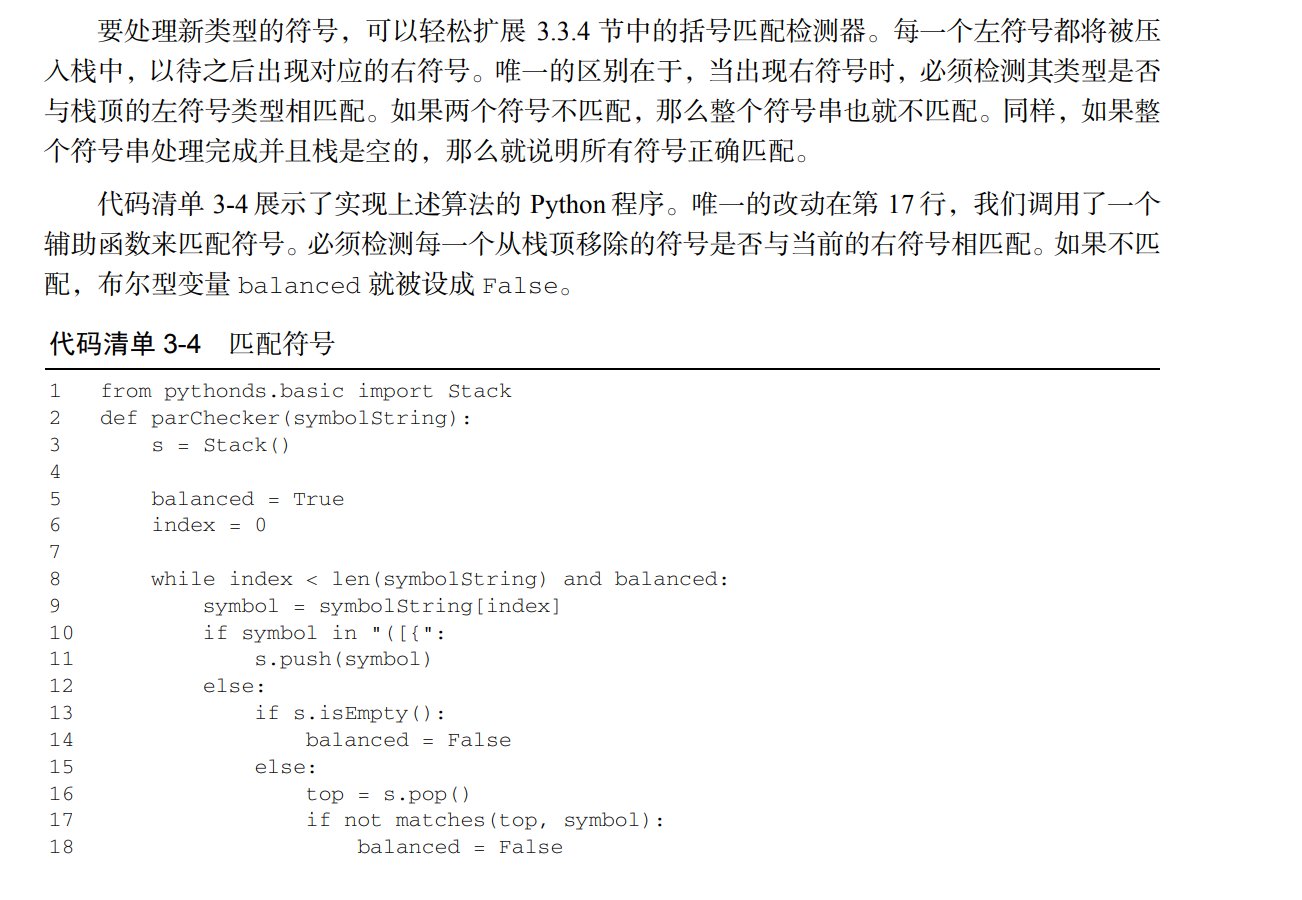 要处理新类型的符号，可以轻松扩展 3.3.4 节中的括号匹配检测器。每一个左符号都将被压
入栈中，以待之后出现对应的右符号。唯一的区别在于，当出现右符号时，必须检测其类型是否
与栈顶的左符号类型相匹配。如果两个符号不匹配，那么整个符号串也就不匹配。同样，如果整
个符号串处理完成并且栈是空的，那么就说明所有符号正确匹配。
代码清单 3-4 展示了实现上述算法的 Python 程序。唯一的改动在第 17 行，我们调用了一个
辅助函数来匹配符号。必须检测每一个从栈顶移除的符号是否与当前的右符号相匹配。如果不匹
配，布尔型变量 balanced 就被设成 False。
代码清单 3-4 匹配符号
1 from pythonds.basic import Stack
2 def parChecker(symbolString):
3     s = Stack()
4
5     balanced = True
6     index = 0
7
8     while index < len(symbolString) and balanced:
9         symbol = symbolString[index]
10         if symbol in "([{":
11             s.push(symbol)
12         else:
13             if s.isEmpty():
14                 balanced = False
15             else:
16                 top = s.pop()
17                 if not matches(top, symbol):
18                     balanced = False